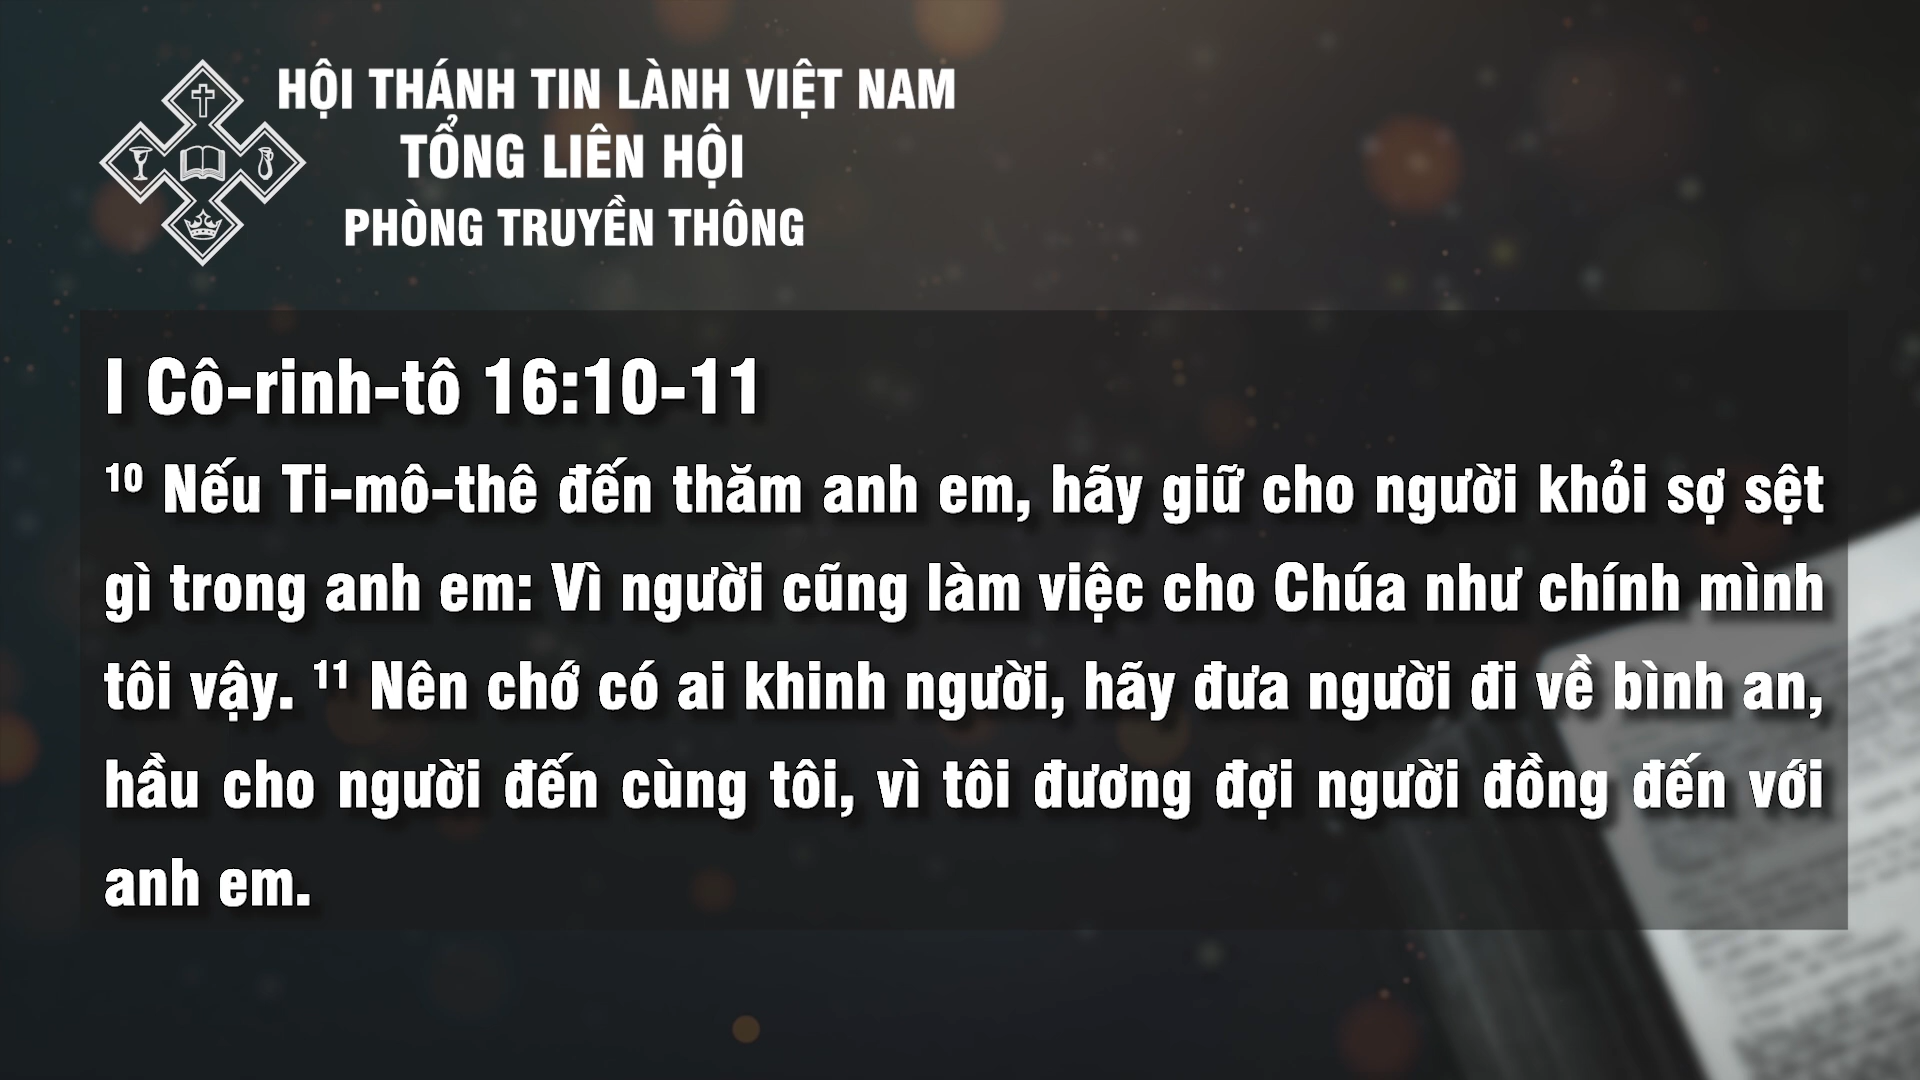 HỘI THÁNH TIN LÀNH VIỆT NAM
TỔNG LIÊN HỘI
PHÒNG TRUYỀN THÔNG
I Cô-rinh-tô 16:10-11
¹⁰ Nếu Ti-mô-thê đến thăm anh em, hãy giữ cho người khỏi sợ sệt
gì trong anh em: Vì người cũng làm việc cho Chúa như chính mình
tôi vậy. ¹¹ Nên chớ có ai khinh người, hãy đưa người đi về bình an,
hầu cho người đến cùng tôi, vì tôi đương đợi người đồng đến với
anh em.